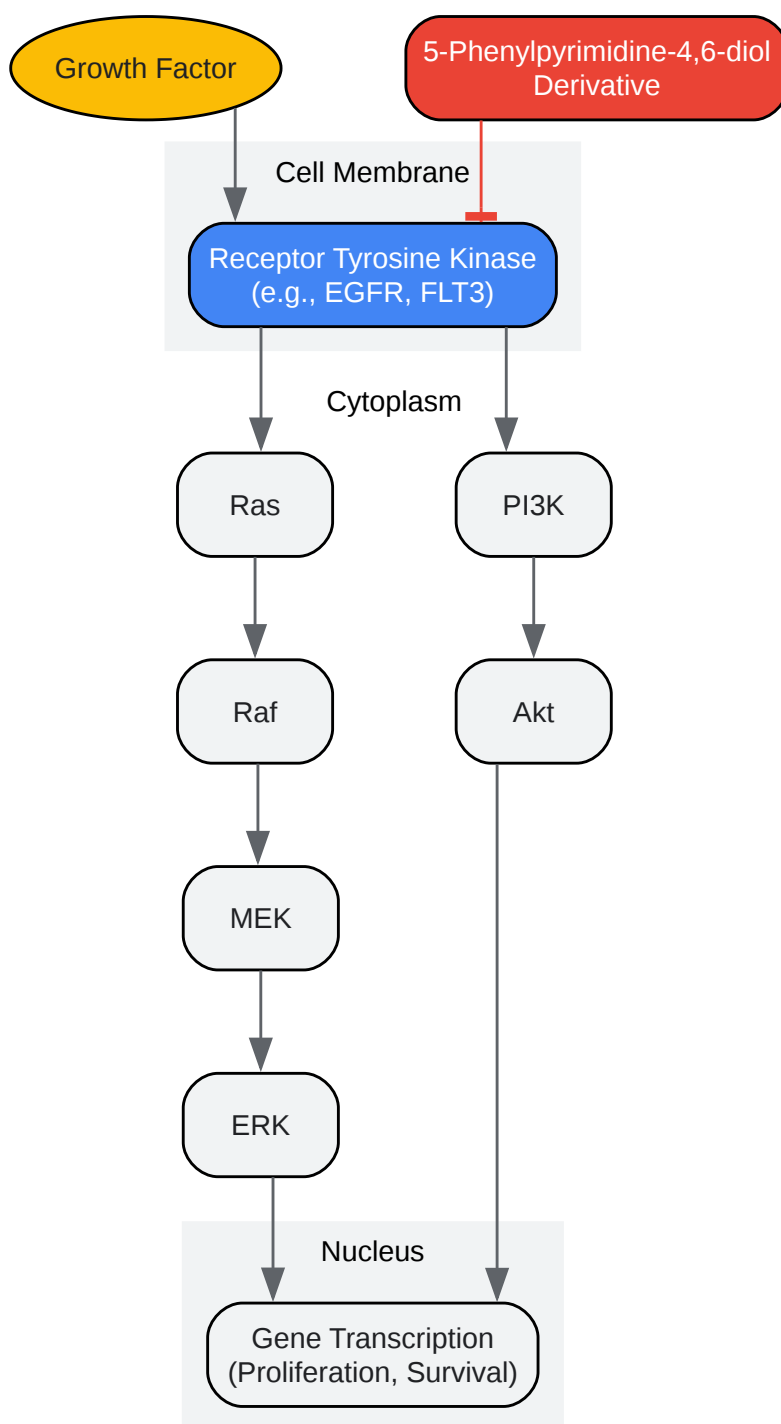 Growth Factor
5-Phenylpyrimidine-4,6-diol
Derivative
Cell Membrane
Receptor Tyrosine Kinase
(e.g., EGFR, FLT3)
Cytoplasm
Ras
PI3K
Raf
Akt
MEK
ERK
Nucleus
Gene Transcription
(Proliferation, Survival)